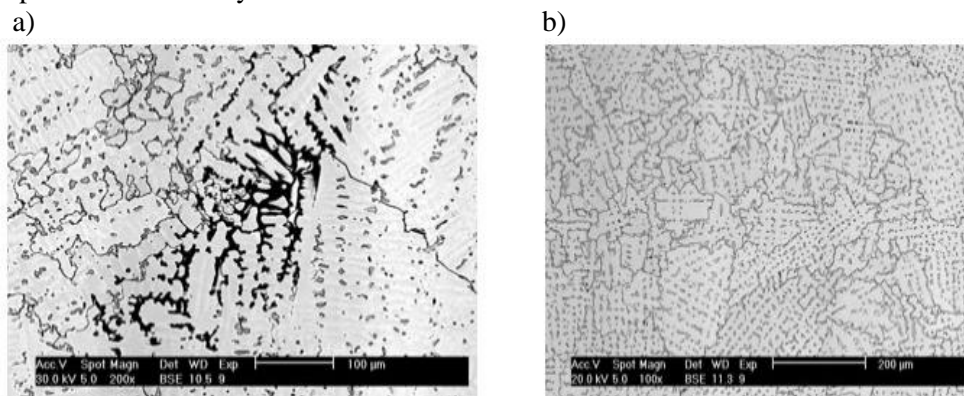 a)
b)
Acc.V Spot Magn Det WD Exp
100 µm
30.0 kV 5.0 200x BSE 10.5 9
Acc.V Spot Magn Det WD Exp
200 µm
20.0 kV 5.0 100x BSE 11.3 9